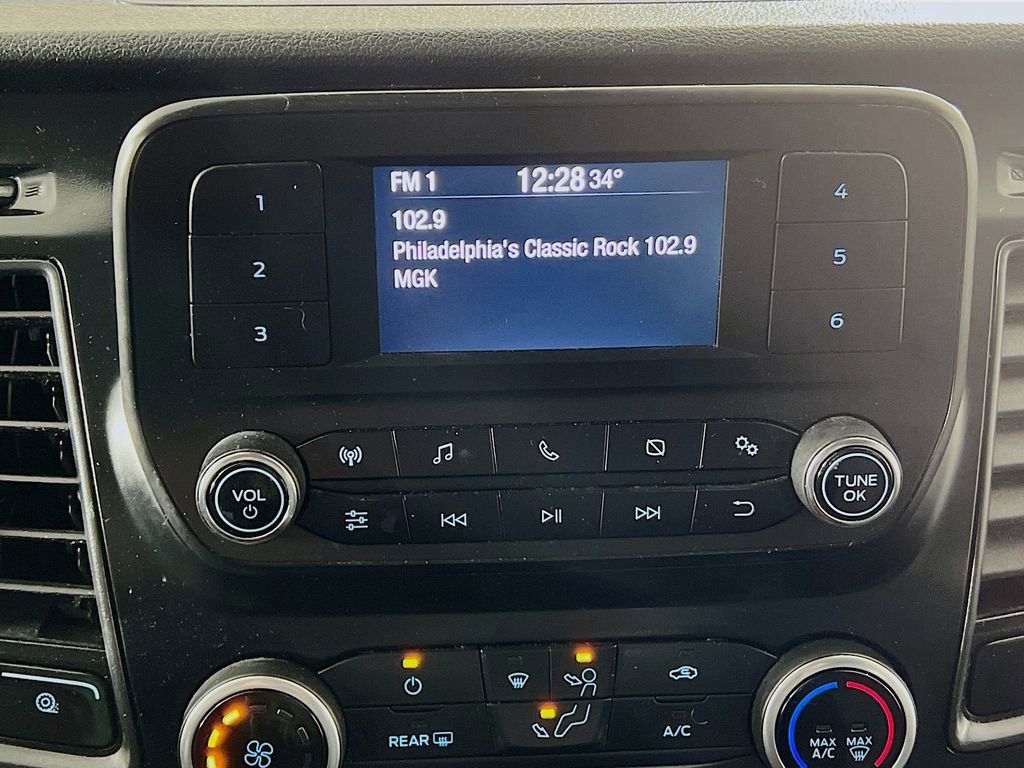 FM 1 12:28 34°
102.9
Philadelphia's Classic Rock 102.9
MGK
1
2
3
4
5
6
VOL
TUNE
OK
REAR
A/C
MAX
A/C
MAX